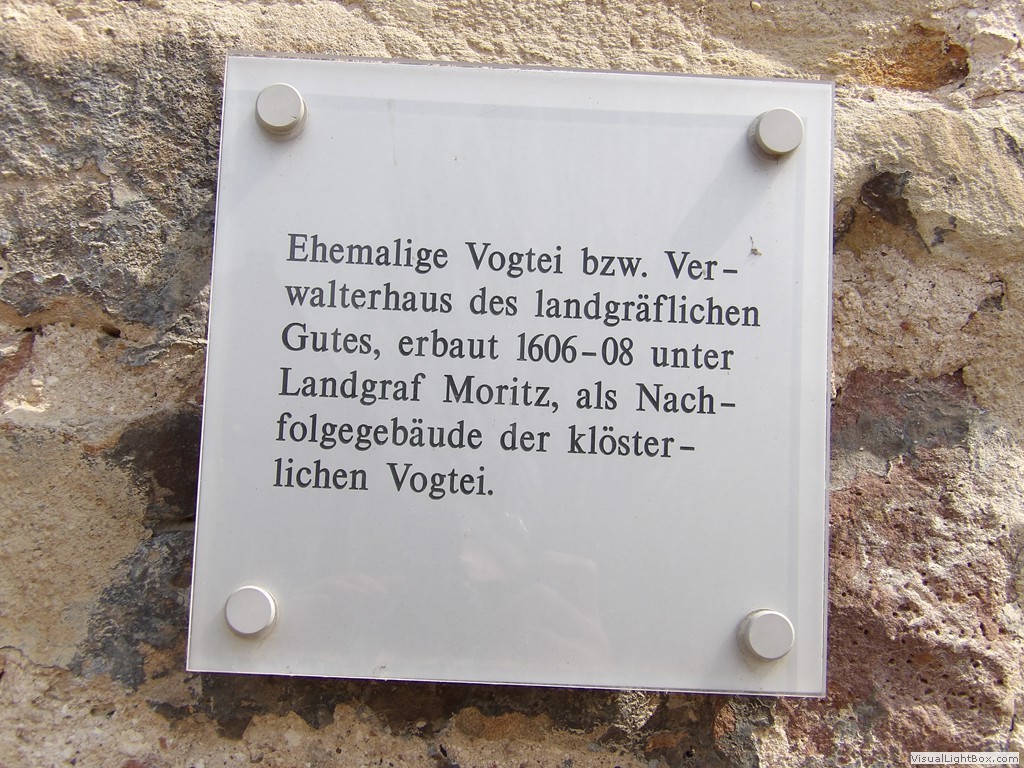 Ehemalige Vogtei bzw. Ver-
walterhaus des landgräflichen
Gutes, erbaut 1606-08 unter
Landgraf Moritz, als Nach-
folgegebäude der klöster-
lichen Vogtei.
VisualLightBox.com